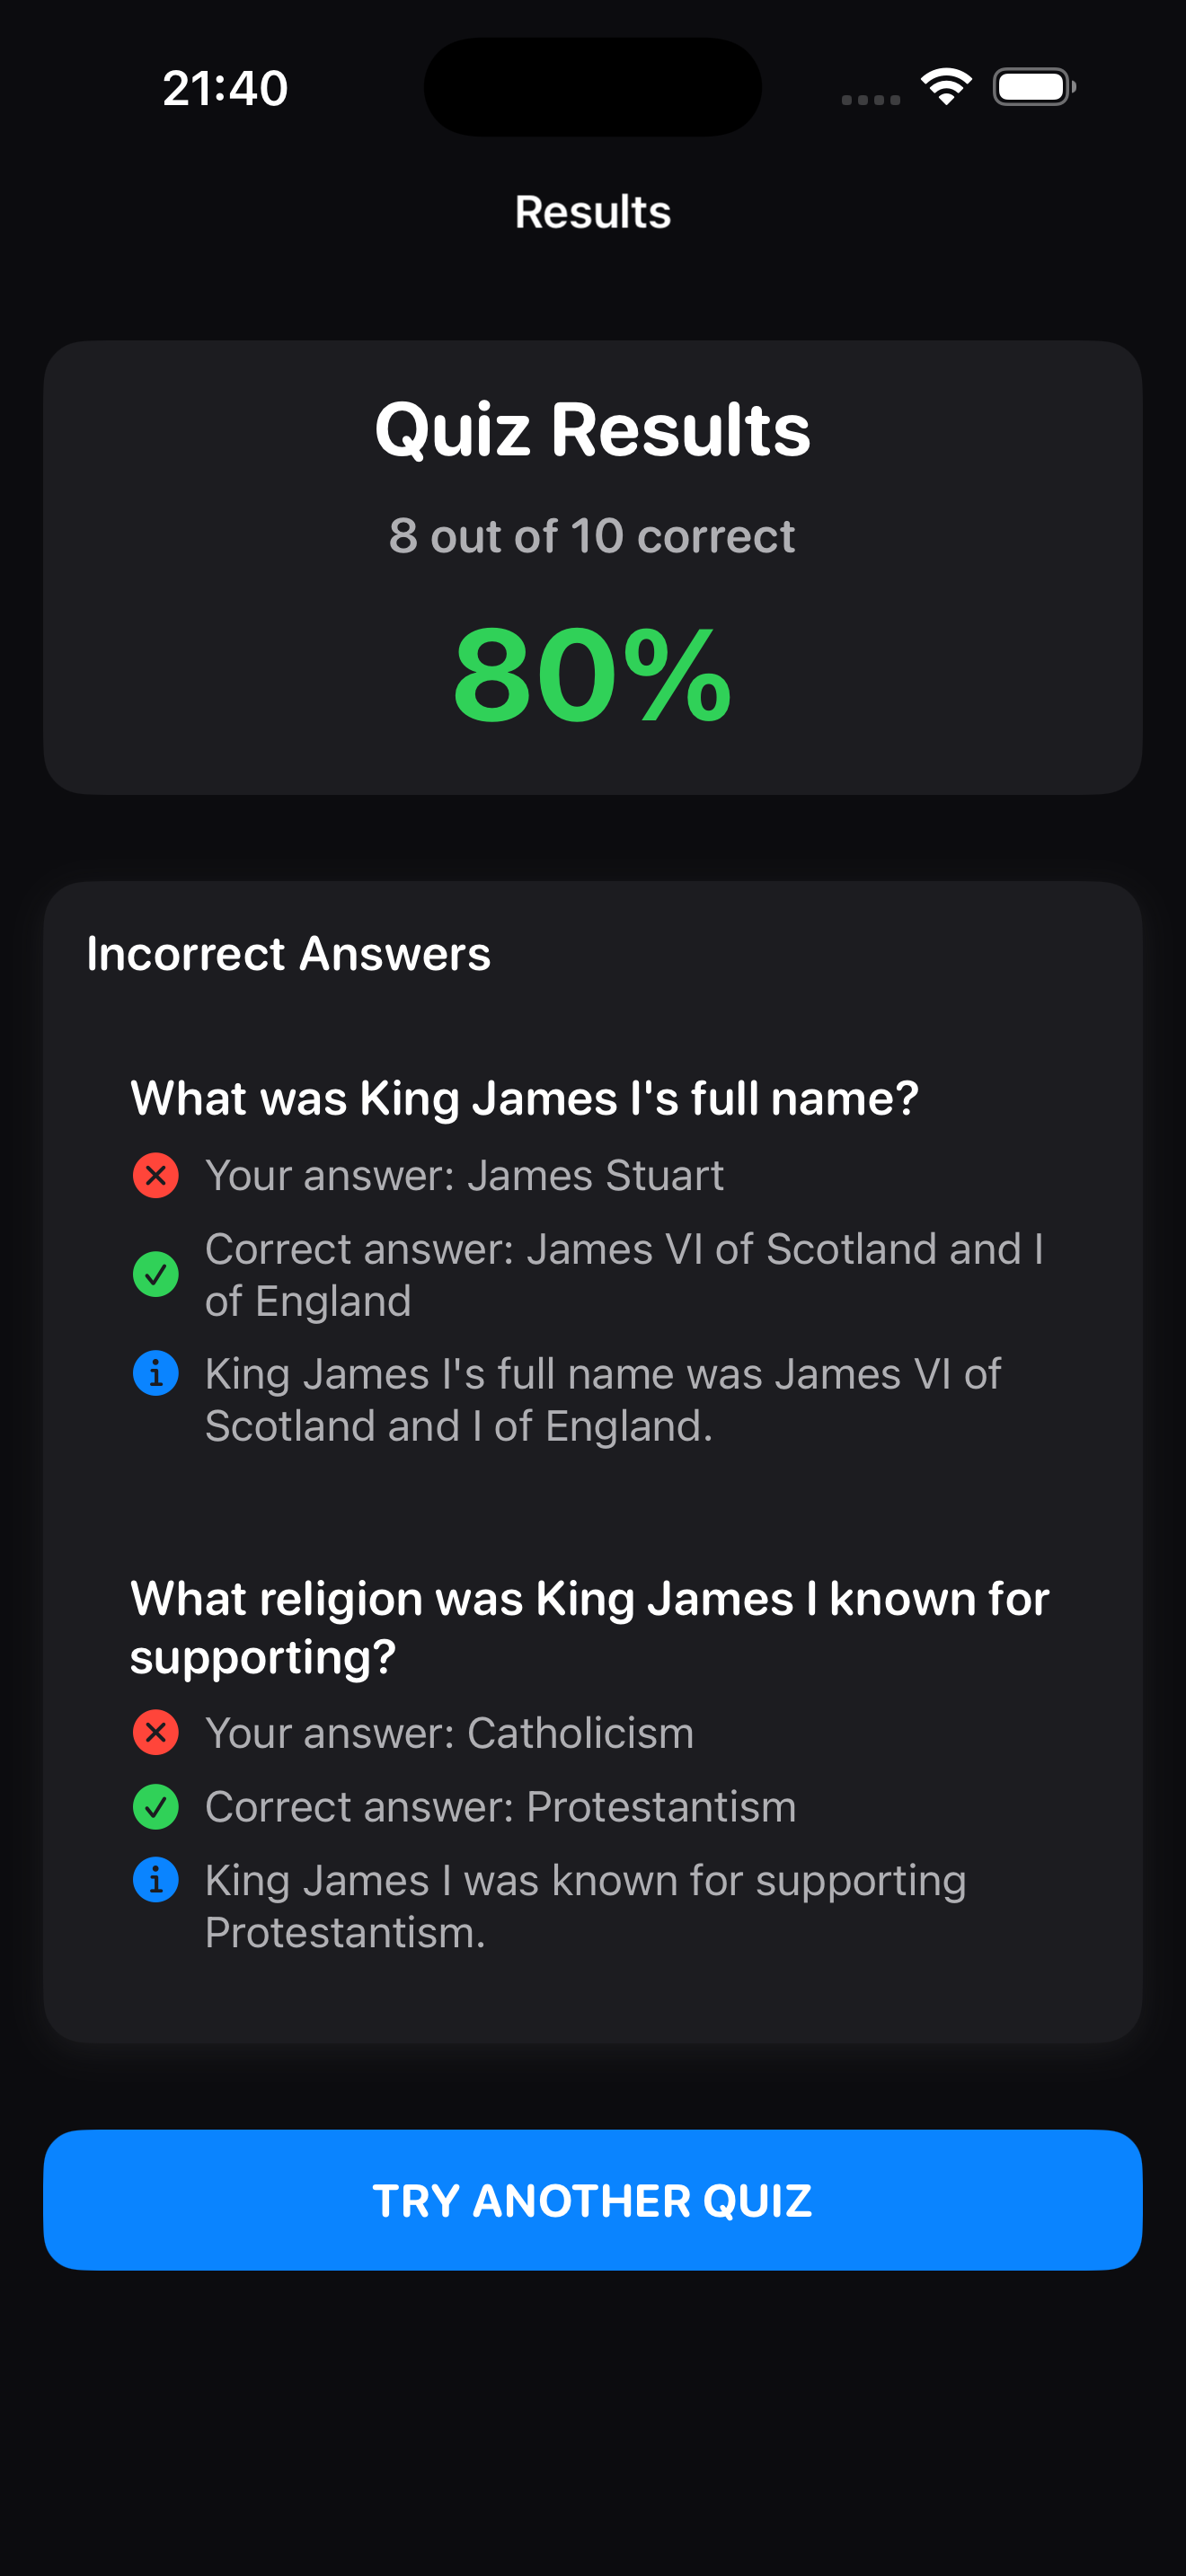 21:40
Results
Quiz Results
8 out of 10 correct
80%
Incorrect Answers
What was King James I's full name?
Your answer: James Stuart
Correct answer: James VI of Scotland and I
of England
King James I's full name was James VI of
Scotland and I of England.
What religion was King James I known for
supporting?
Your answer: Catholicism
Correct answer: Protestantism
King James I was known for supporting
Protestantism.
TRY ANOTHER QUIZ